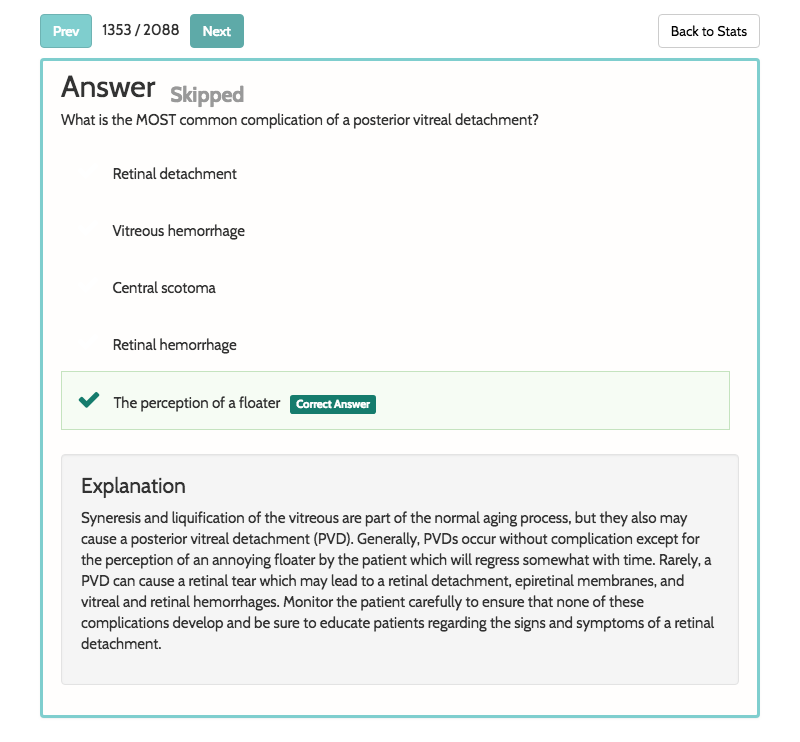 Prev 1353 / 2088 Next Back to Stats
Answer Skipped
What is the MOST common complication of a posterior vitreal detachment?
Retinal detachment
Vitreous hemorrhage
Central scotoma
Retinal hemorrhage
The perception of a floater Correct Answer
Explanation
Syneresis and liquification of the vitreous are part of the normal aging process, but they also may
cause a posterior vitreal detachment (PVD). Generally, PVDs occur without complication except for
the perception of an annoying floater by the patient which will regress somewhat with time. Rarely, a
PVD can cause a retinal tear which may lead to a retinal detachment, epiretinal membranes, and
vitreal and retinal hemorrhages. Monitor the patient carefully to ensure that none of these
complications develop and be sure to educate patients regarding the signs and symptoms of a retinal
detachment.